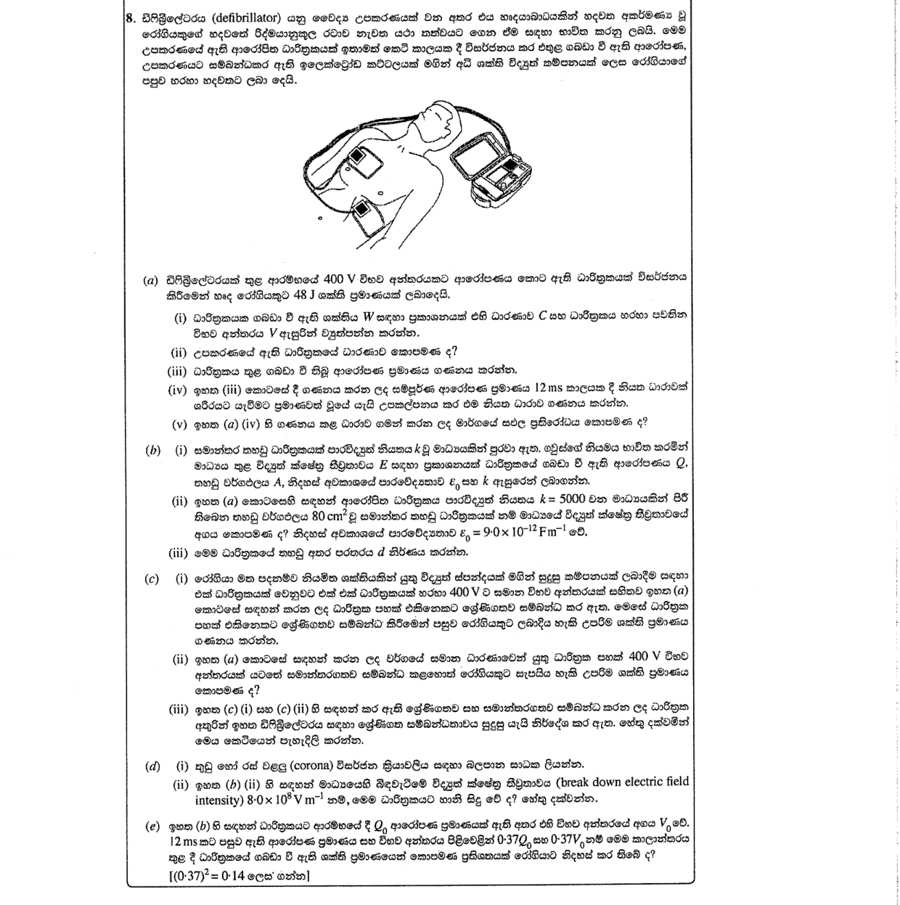 8. ඩිෆිබ්‍රිලේටරය (defibrillator) යනු වෛද්‍ය උපකරණයක් වන අතර එය හෘදයාබාධයකින් හදවත අකර්මණ්‍ය වූ
රෝගියකුගේ හදවතේ රිද්මයානුකූල රටාව නැවත යථා තත්වයට ගෙන ඒම සඳහා භාවිත කරනු ලබයි. මෙම
උපකරණයේ ඇති ආරෝපිත ධාරිත්‍රකයක් ඉතාමත් කෙටි කාලයක දී විසර්ජනය කර එතුළ ගබඩා වී ඇති ආරෝපණ,
උපකරණයට සම්බන්ධකර ඇති ඉලෙක්ට්‍රෝඩ කට්ටලයක් මගින් අධි ශක්ති විද්‍යුත් කම්පනයක් ලෙස රෝගියාගේ
පපුව හරහා හදවතට ලබා දෙයි.
(a) ඩිෆිබ්‍රිලේටරයක් තුළ ආරම්භයේ 400 V විභව අන්තරයකට ආරෝපණය කොට ඇති ධාරිත්‍රකයක් විසර්ජනය
කිරීමෙන් හෘද රෝගියකුට 48 J ශක්ති ප්‍රමාණයක් ලබාදෙයි.
(i) ධාරිත්‍රකයක ගබඩා වී ඇති ශක්තිය W සඳහා ප්‍රකාශනයක් එහි ධාරණාව C සහ ධාරිත්‍රකය හරහා පවතින
විභව අන්තරය V ඇසුරින් ව්‍යුත්පන්න කරන්න.
(ii) උපකරණයේ ඇති ධාරිත්‍රකයේ ධාරණාව කොපමණ ද?
(iii) ධාරිත්‍රකය තුළ ගබඩා වී තිබූ ආරෝපණ ප්‍රමාණය ගණනය කරන්න.
(iv) ඉහත (iii) කොටසේ දී ගණනය කරන ලද සම්පූර්ණ ආරෝපණ ප්‍රමාණය 12 ms කාලයක දී නියත ධාරාවක්
ශරීරයට යැවීමට ප්‍රමාණවත් වූයේ යැයි උපකල්පනය කර එම නියත ධාරාව ගණනය කරන්න.
(v) ඉහත (a) (iv) හි ගණනය කළ ධාරාව ගමන් කරන ලද මාර්ගයේ සඵල ප්‍රතිරෝධය කොපමණ ද?
(b) (i) සමාන්තර තහඩු ධාරිත්‍රකයක් පාරවිද්‍යුත් නියතය k වූ මාධ්‍යයකින් පුරවා ඇත. ගවුස්ගේ නියමය භාවිත කරමින්
මාධ්‍යය තුළ විද්‍යුත් ක්ෂේත්‍ර තීව්‍රතාවය E සඳහා ප්‍රකාශනයක් ධාරිත්‍රකයේ ගබඩා වී ඇති ආරෝපණය Q,
තහඩු වර්ගඵලය A, නිදහස් අවකාශයේ පාරවේද්‍යතාව ε₀ සහ k ඇසුරෙන් ලබාගන්න.
(ii) ඉහත (a) කොටසෙහි සඳහන් ආරෝපිත ධාරිත්‍රකය පාරවිද්‍යුත් නියතය k = 5000 වන මාධ්‍යයකින් පිරී
තිබෙන තහඩු වර්ගඵලය 80 cm² වූ සමාන්තර තහඩු ධාරිත්‍රකයක් නම් මාධ්‍යයේ විද්‍යුත් ක්ෂේත්‍ර තීව්‍රතාවයේ
අගය කොපමණ ද? නිදහස් අවකාශයේ පාරවේද්‍යතාව ε₀ = 9·0 × 10⁻¹² F m⁻¹ වේ.
(iii) මෙම ධාරිත්‍රකයේ තහඩු අතර පරතරය d නිර්ණය කරන්න.
(c) (i) රෝගියා මත පදනම්ව නියමිත ශක්තියකින් යුතු විද්‍යුත් ස්පන්දයක් මගින් සුදුසු කම්පනයක් ලබාදීම සඳහා
එක් ධාරිත්‍රකයක් වෙනුවට එක් එක් ධාරිත්‍රකයක් හරහා 400 V ට සමාන විභව අන්තරයක් සහිතව ඉහත (a)
කොටසේ සඳහන් කරන ලද ධාරිත්‍රක පහක් එකිනෙකට ශ්‍රේණිගතව සම්බන්ධ කර ඇත. මෙසේ ධාරිත්‍රක
පහක් එකිනෙකට ශ්‍රේණිගතව සම්බන්ධ කිරීමෙන් පසුව රෝගියකුට ලබාදිය හැකි උපරිම ශක්ති ප්‍රමාණය
ගණනය කරන්න.
(ii) ඉහත (a) කොටසේ සඳහන් කරන ලද වර්ගයේ සමාන ධාරණාවෙන් යුතු ධාරිත්‍රක පහක් 400 V විභව
අන්තරයක් යටතේ සමාන්තරගතව සම්බන්ධ කළහොත් රෝගියකුට සැපයිය හැකි උපරිම ශක්ති ප්‍රමාණය
කොපමණ ද?
(iii) ඉහත (c) (i) සහ (c) (ii) හි සඳහන් කර ඇති ශ්‍රේණිගතව සහ සමාන්තරගතව සම්බන්ධ කරන ලද ධාරිත්‍රක
අතුරින් ඉහත ඩිෆිබ්‍රිලේටරය සඳහා ශ්‍රේණිගත සම්බන්ධතාවය සුදුසු යැයි නිර්දේශ කර ඇත. හේතු දක්වමින්
මෙය කෙටියෙන් පැහැදිලි කරන්න.
(d) (i) තුඩු හෝ රස් වළලු (corona) විසර්ජන ක්‍රියාවලිය සඳහා බලපාන සාධක ලියන්න.
(ii) ඉහත (b) (ii) හි සඳහන් මාධ්‍යයෙහි බිඳවැටීමේ විද්‍යුත් ක්ෂේත්‍ර තීව්‍රතාවය (break down electric field
intensity) 8·0 × 10⁸ V m⁻¹ නම්, මෙම ධාරිත්‍රකයට හානි සිදු වේ ද? හේතු දක්වන්න.
(e) ඉහත (b) හි සඳහන් ධාරිත්‍රකයට ආරම්භයේ දී Q₀ ආරෝපණ ප්‍රමාණයක් ඇති අතර එහි විභව අන්තරයේ අගය V₀ වේ.
12 ms කට පසුව ඇති ආරෝපණ ප්‍රමාණය සහ විභව අන්තරය පිළිවෙළින් 0·37Q₀ සහ 0·37V₀ නම් මෙම කාලාන්තරය
තුළ දී ධාරිත්‍රකයේ ගබඩා වී ඇති ශක්ති ප්‍රමාණයෙන් කොපමණ ප්‍රතිශතයක් රෝගියාට නිදහස් කර තිබේ ද?
[(0·37)² = 0·14 ලෙස ගන්න]